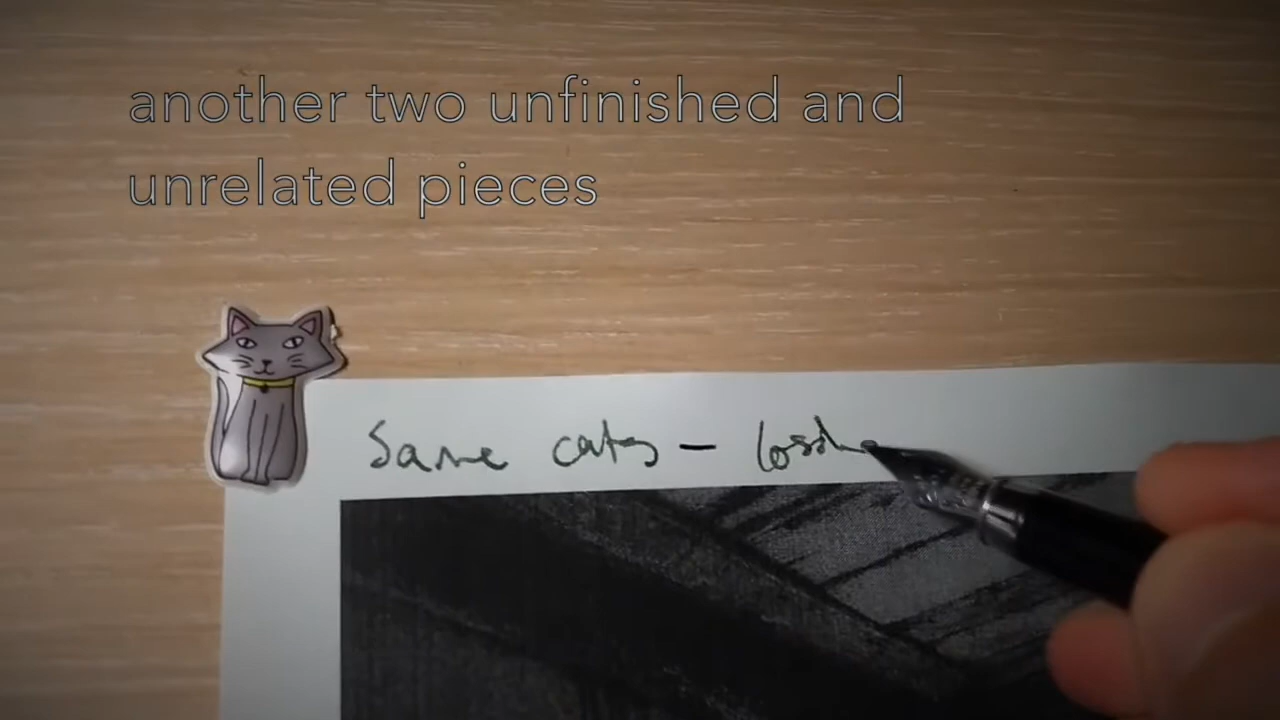 another two unfinished and
unrelated pieces
Same cats –